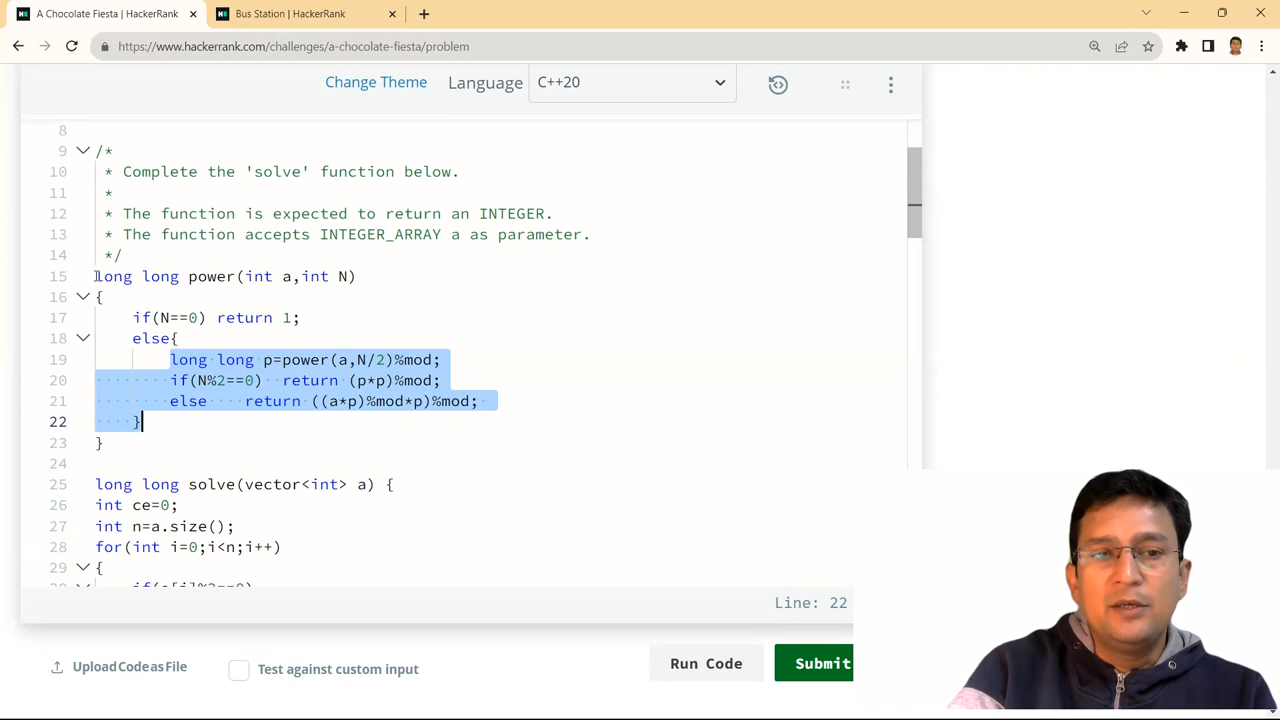 A Chocolate Fiesta | HackerRank
Bus Station | HackerRank
https://www.hackerrank.com/challenges/a-chocolate-fiesta/problem
Change Theme Language C++20
8
9 /*
10 * Complete the 'solve' function below.
11 *
12 * The function is expected to return an INTEGER.
13 * The function accepts INTEGER_ARRAY a as parameter.
14 */
15 long long power(int a,int N)
16 {
17 if(N==0) return 1;
18 else{
19 long long p=power(a,N/2)%mod;
20 if(N%2==0) return (p*p)%mod;
21 else return ((a*p)%mod*p)%mod;
22 }
23 }
24
25 long long solve(vector<int> a) {
26 int ce=0;
27 int n=a.size();
28 for(int i=0;i<n;i++)
29 {
30 if(a[i]%2==0)
Line: 22
Upload Code as File
Test against custom input
Run Code
Submit